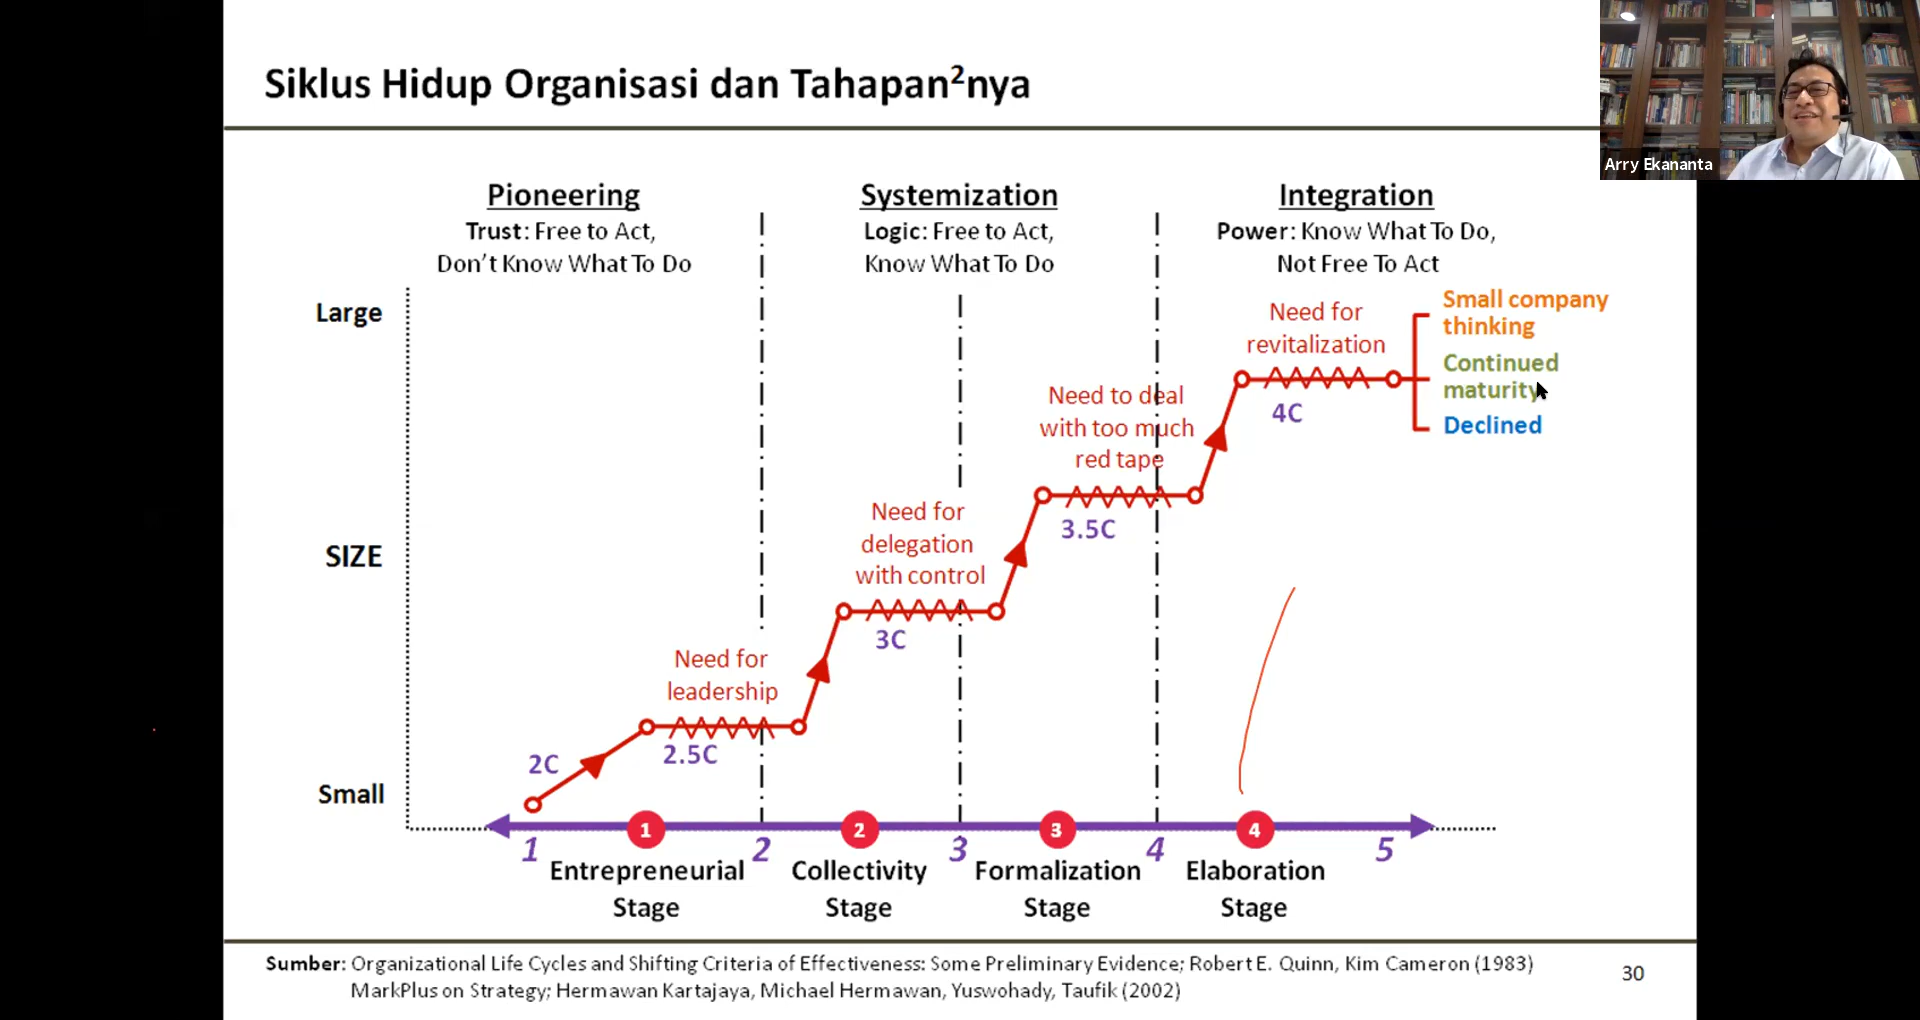 Siklus Hidup Organisasi dan Tahapan²nya
Arry Ekananta
Pioneering
Trust: Free to Act,
Don't Know What To Do
Systemization
Logic: Free to Act,
Know What To Do
Integration
Power: Know What To Do,
Not Free To Act
Large
SIZE
Small
Need for
revitalization
4C
Small company
thinking
Continued
maturity
Declined
Need to deal
with too much
red tape
3.5C
Need for
delegation
with control
3C
Need for
leadership
2.5C
2C
1 2 3 4
1 2 3 4 5
Entrepreneurial
Stage
Collectivity
Stage
Formalization
Stage
Elaboration
Stage
Sumber: Organizational Life Cycles and Shifting Criteria of Effectiveness: Some Preliminary Evidence; Robert E. Quinn, Kim Cameron (1983)
MarkPlus on Strategy; Hermawan Kartajaya, Michael Hermawan, Yuswohady, Taufik (2002)
30